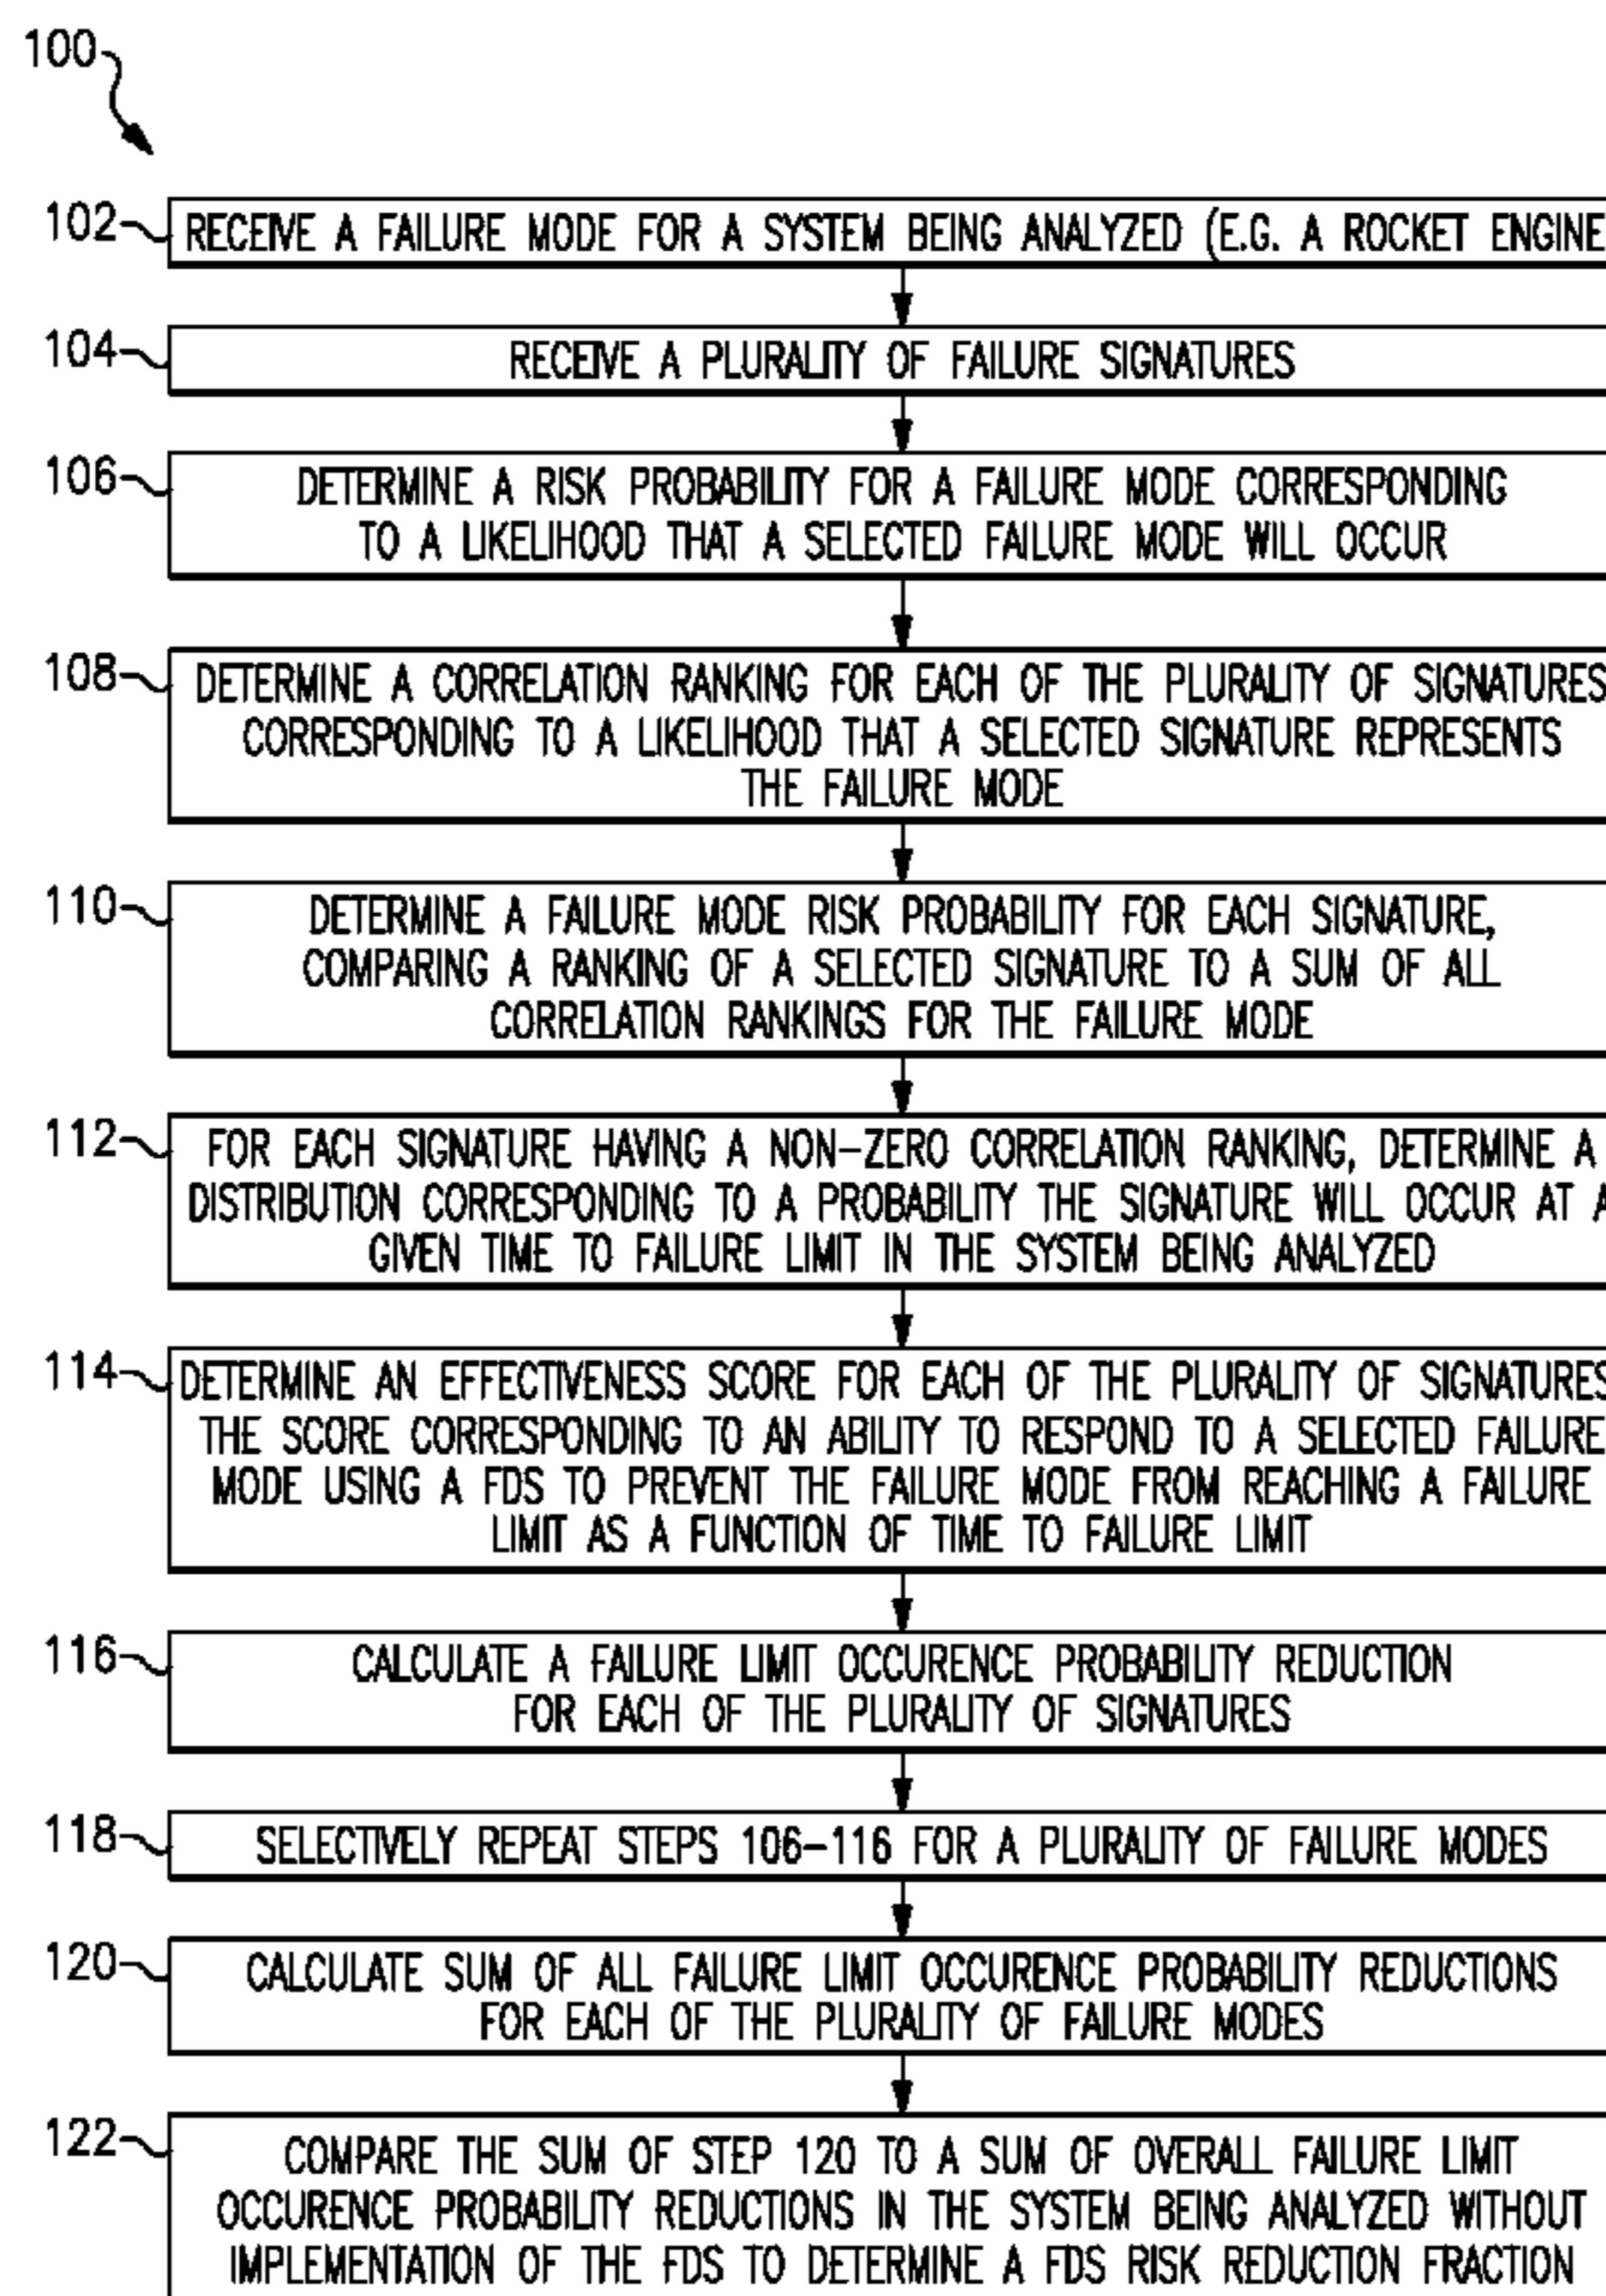 100
102 RECEIVE A FAILURE MODE FOR A SYSTEM BEING ANALYZED (E.G. A ROCKET ENGINE
104 RECEIVE A PLURALITY OF FAILURE SIGNATURES
106 DETERMINE A RISK PROBABILITY FOR A FAILURE MODE CORRESPONDING
TO A LIKELIHOOD THAT A SELECTED FAILURE MODE WILL OCCUR
108 DETERMINE A CORRELATION RANKING FOR EACH OF THE PLURALITY OF SIGNATURES
CORRESPONDING TO A LIKELIHOOD THAT A SELECTED SIGNATURE REPRESENTS
THE FAILURE MODE
110 DETERMINE A FAILURE MODE RISK PROBABILITY FOR EACH SIGNATURE,
COMPARING A RANKING OF A SELECTED SIGNATURE TO A SUM OF ALL
CORRELATION RANKINGS FOR THE FAILURE MODE
112 FOR EACH SIGNATURE HAVING A NON-ZERO CORRELATION RANKING, DETERMINE A
DISTRIBUTION CORRESPONDING TO A PROBABILITY THE SIGNATURE WILL OCCUR AT A
GIVEN TIME TO FAILURE LIMIT IN THE SYSTEM BEING ANALYZED
114 DETERMINE AN EFFECTIVENESS SCORE FOR EACH OF THE PLURALITY OF SIGNATURES
THE SCORE CORRESPONDING TO AN ABILITY TO RESPOND TO A SELECTED FAILURE
MODE USING A FDS TO PREVENT THE FAILURE MODE FROM REACHING A FAILURE
LIMIT AS A FUNCTION OF TIME TO FAILURE LIMIT
116 CALCULATE A FAILURE LIMIT OCCURENCE PROBABILITY REDUCTION
FOR EACH OF THE PLURALITY OF SIGNATURES
118 SELECTIVELY REPEAT STEPS 106-116 FOR A PLURALITY OF FAILURE MODES
120 CALCULATE SUM OF ALL FAILURE LIMIT OCCURENCE PROBABILITY REDUCTIONS
FOR EACH OF THE PLURALITY OF FAILURE MODES
122 COMPARE THE SUM OF STEP 120 TO A SUM OF OVERALL FAILURE LIMIT
OCCURENCE PROBABILITY REDUCTIONS IN THE SYSTEM BEING ANALYZED WITHOUT
IMPLEMENTATION OF THE FDS TO DETERMINE A FDS RISK REDUCTION FRACTION